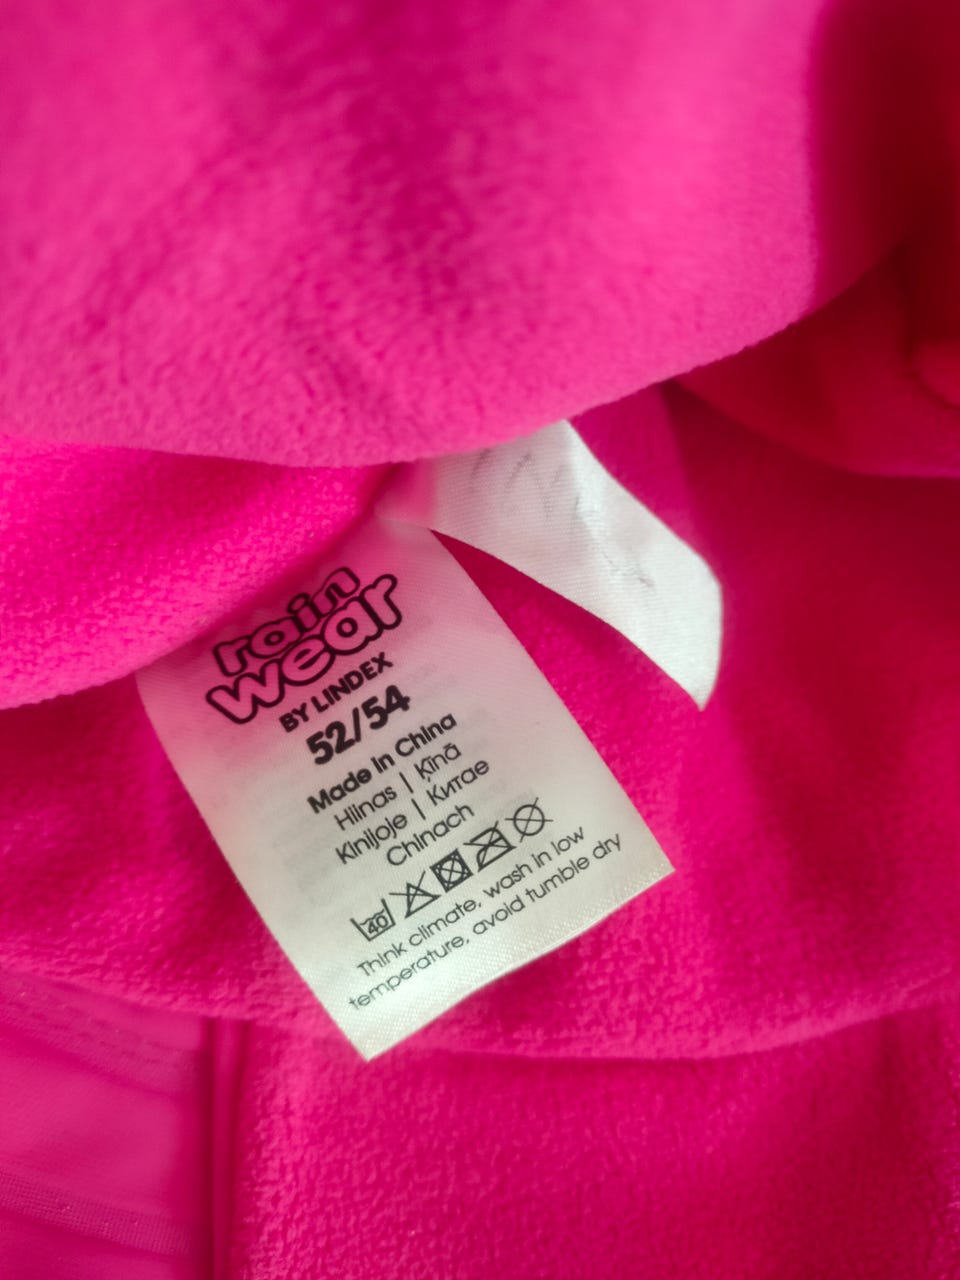 rain
wear
BY LINDEX
52/54
Made in China
Hiinas | Ķīnā
Kinijoje | Китае
Chinach
40
Think climate, wash in low
temperature, avoid tumble dry